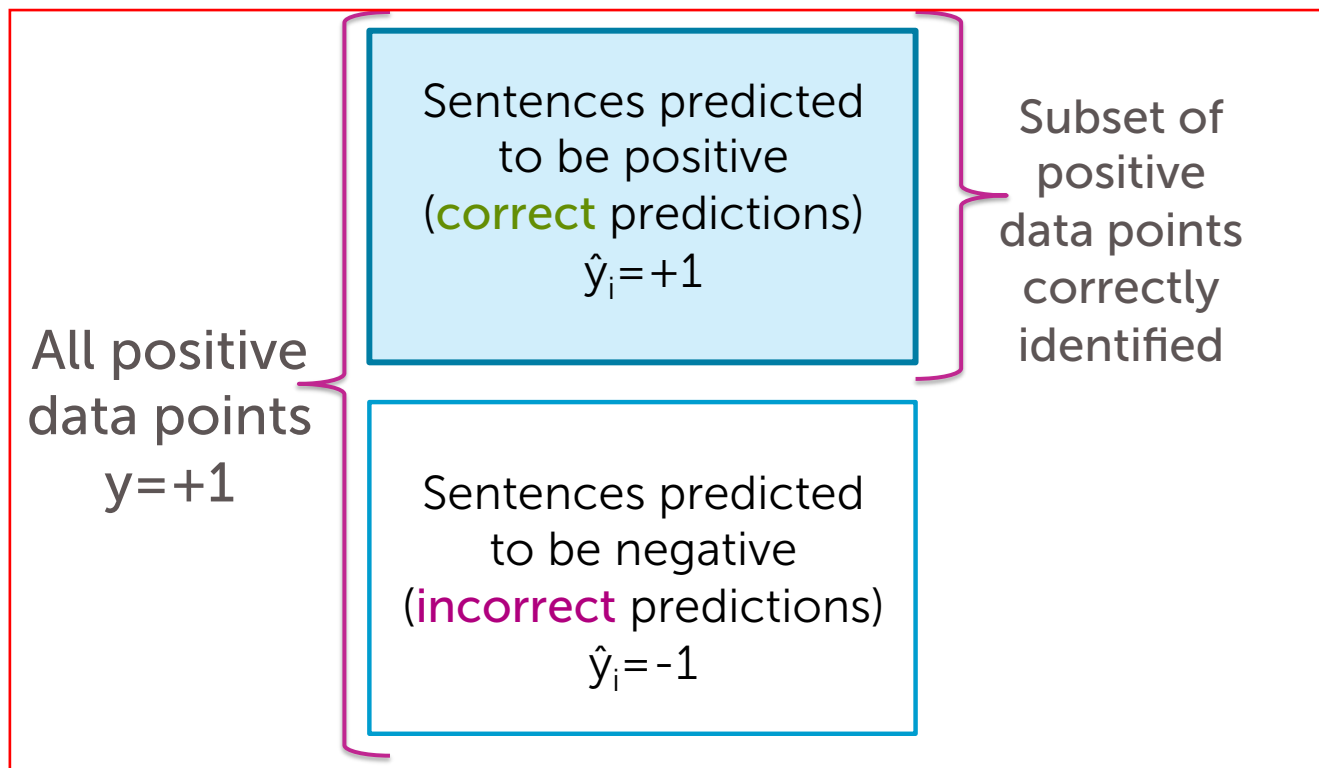 All positive
data points
y=+1
Sentences predicted
to be positive
(correct predictions)
ŷᵢ=+1
Sentences predicted
to be negative
(incorrect predictions)
ŷᵢ=-1
Subset of
positive
data points
correctly
identified